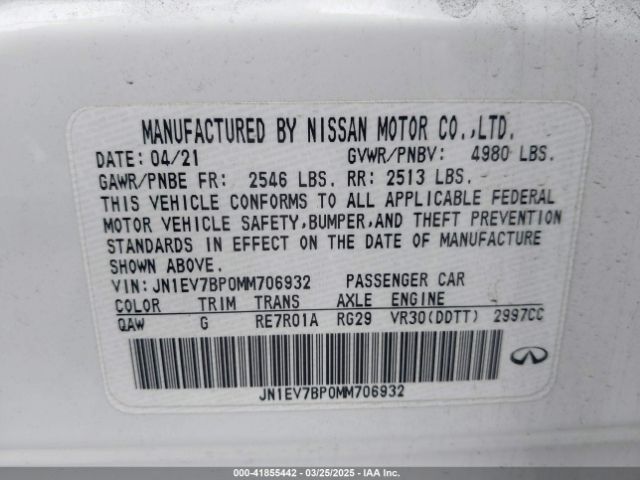 MANUFACTURED BY NISSAN MOTOR CO.,LTD.
DATE: 04/21 GVWR/PNBV: 4980 LBS.
GAWR/PNBE FR: 2546 LBS. RR: 2513 LBS.
THIS VEHICLE CONFORMS TO ALL APPLICABLE FEDERAL
MOTOR VEHICLE SAFETY,BUMPER,AND THEFT PREVENTION
STANDARDS IN EFFECT ON THE DATE OF MANUFACTURE
SHOWN ABOVE.
VIN: JN1EV7BP0MM706932 PASSENGER CAR
COLOR TRIM TRANS AXLE ENGINE
QAW G RE7R01A RG29 VR30(DDTT) 2997CC
JN1EV7BP0MM706932
000-41855442 | 03/25/2025 | IAA Inc.